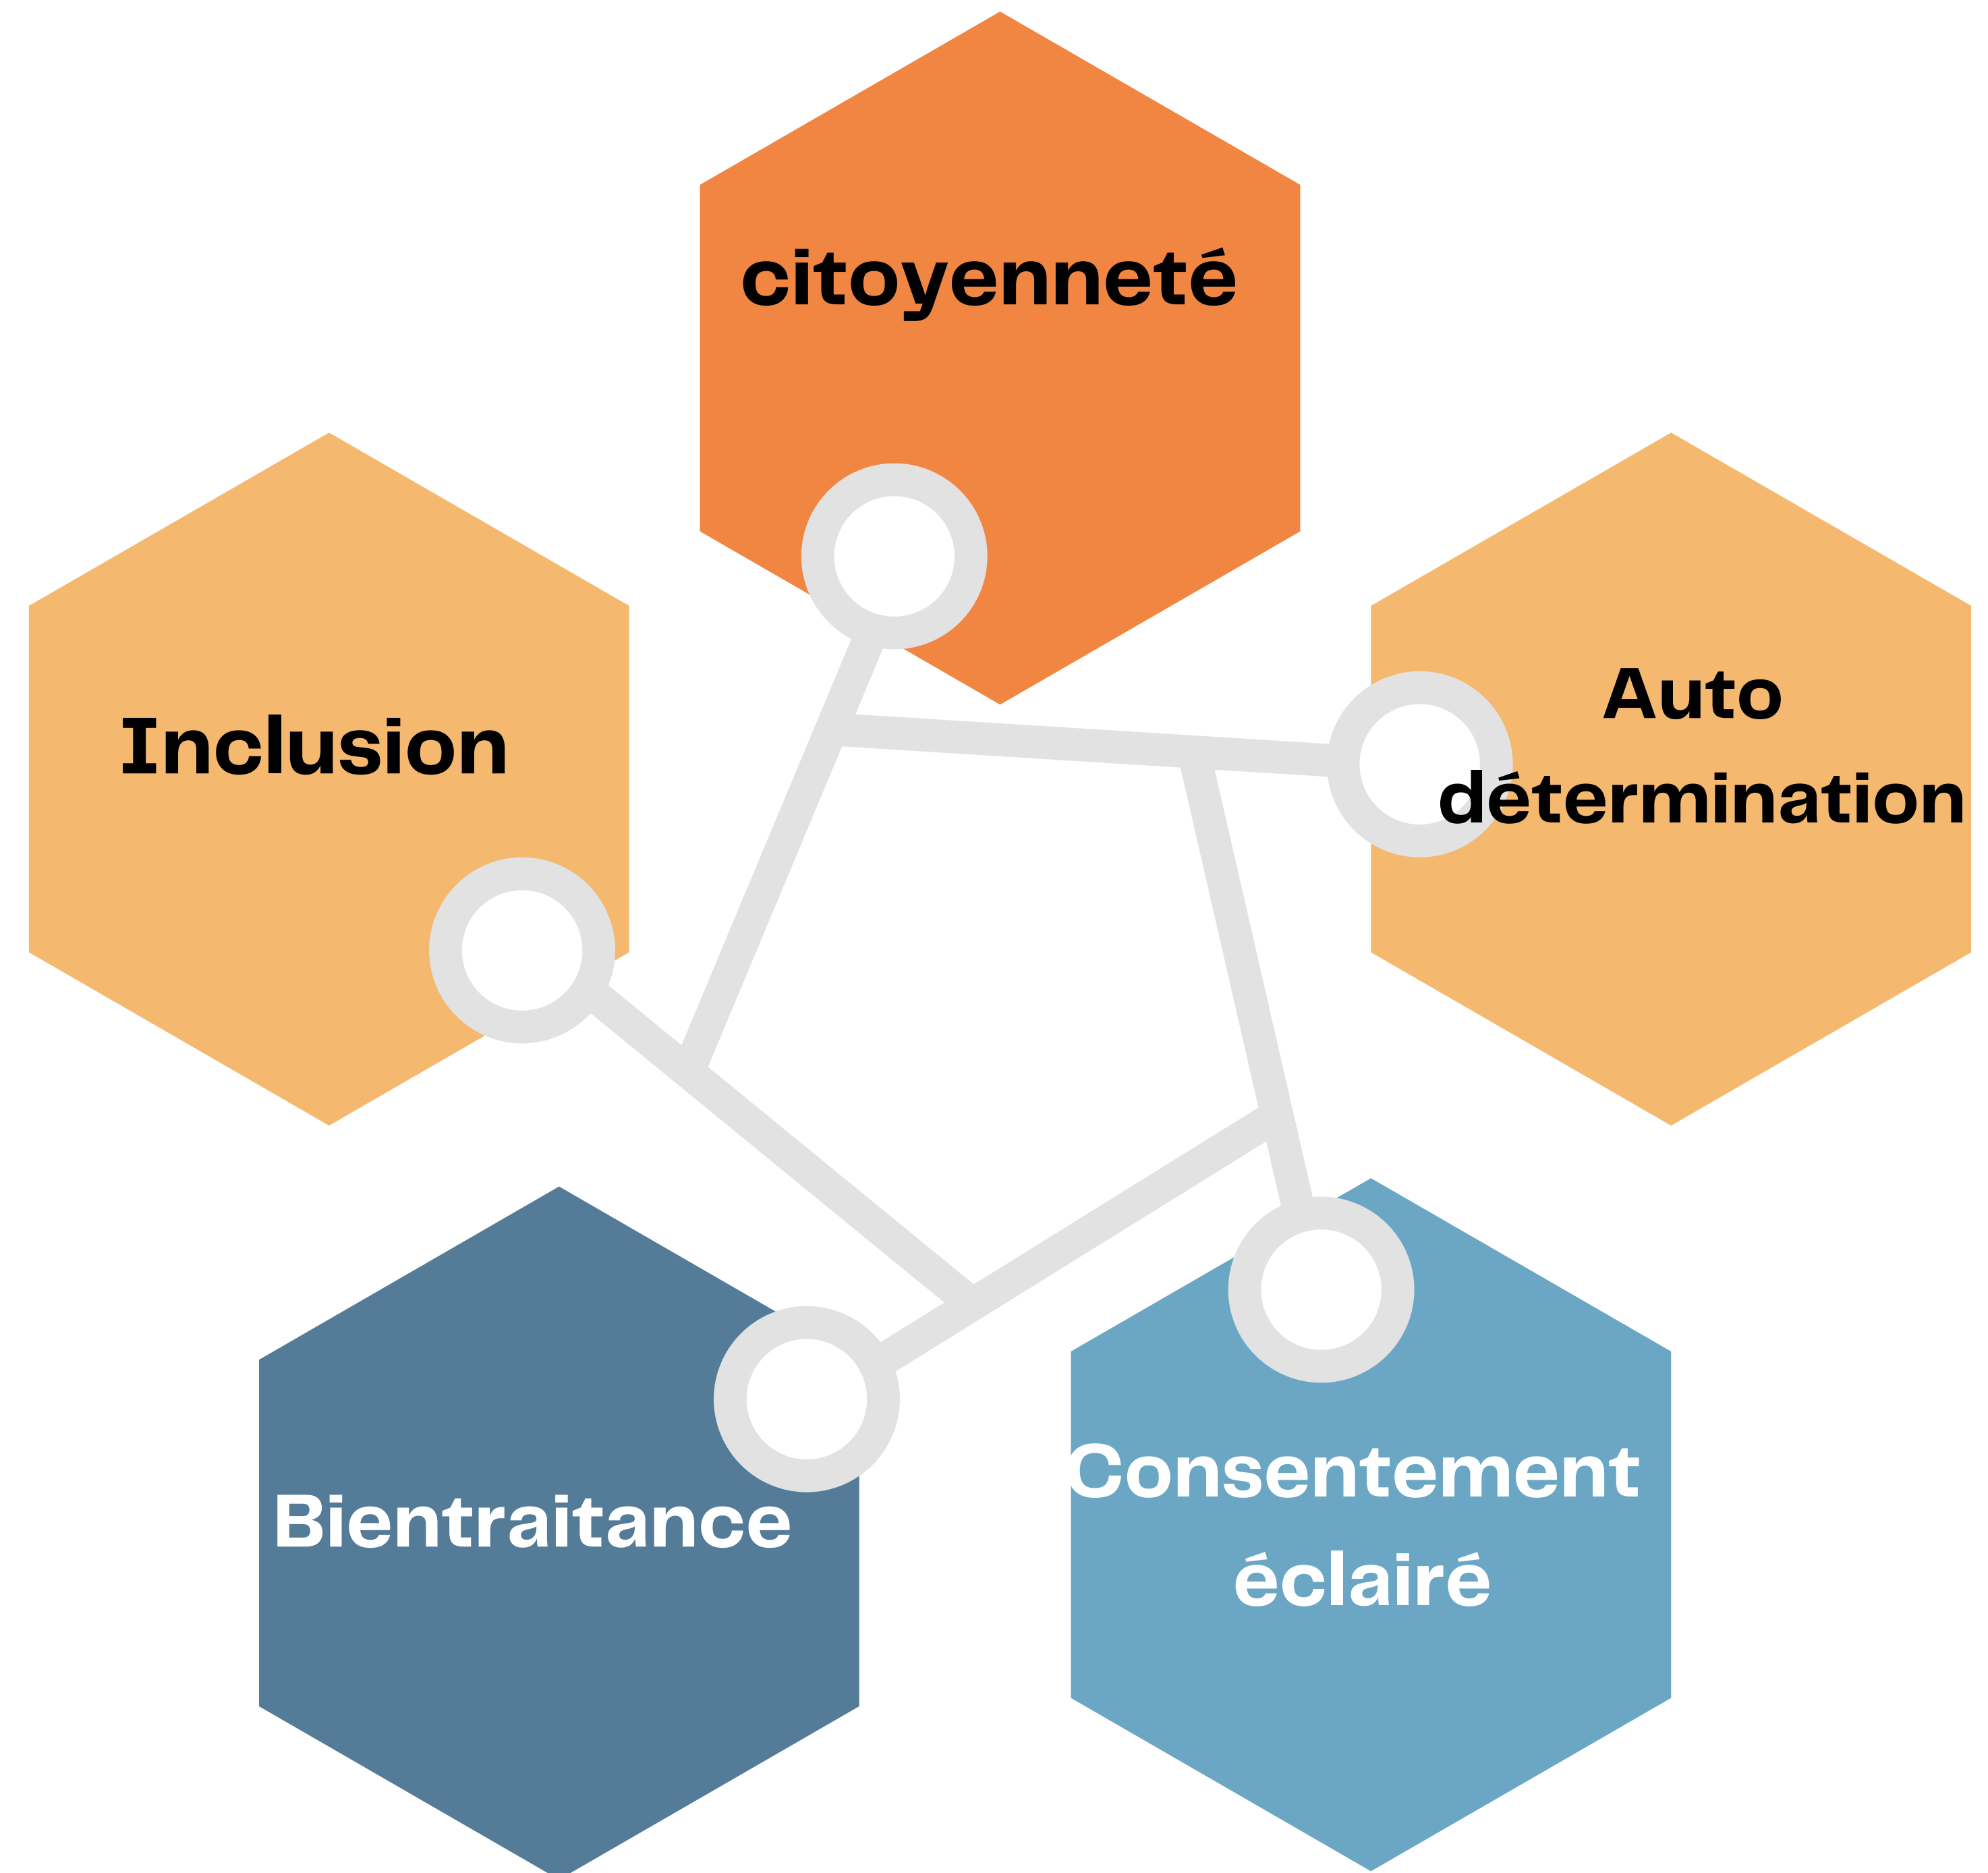 citoyenneté
Inclusion
Auto
détermination
Bientraitance
Consentement
éclairé